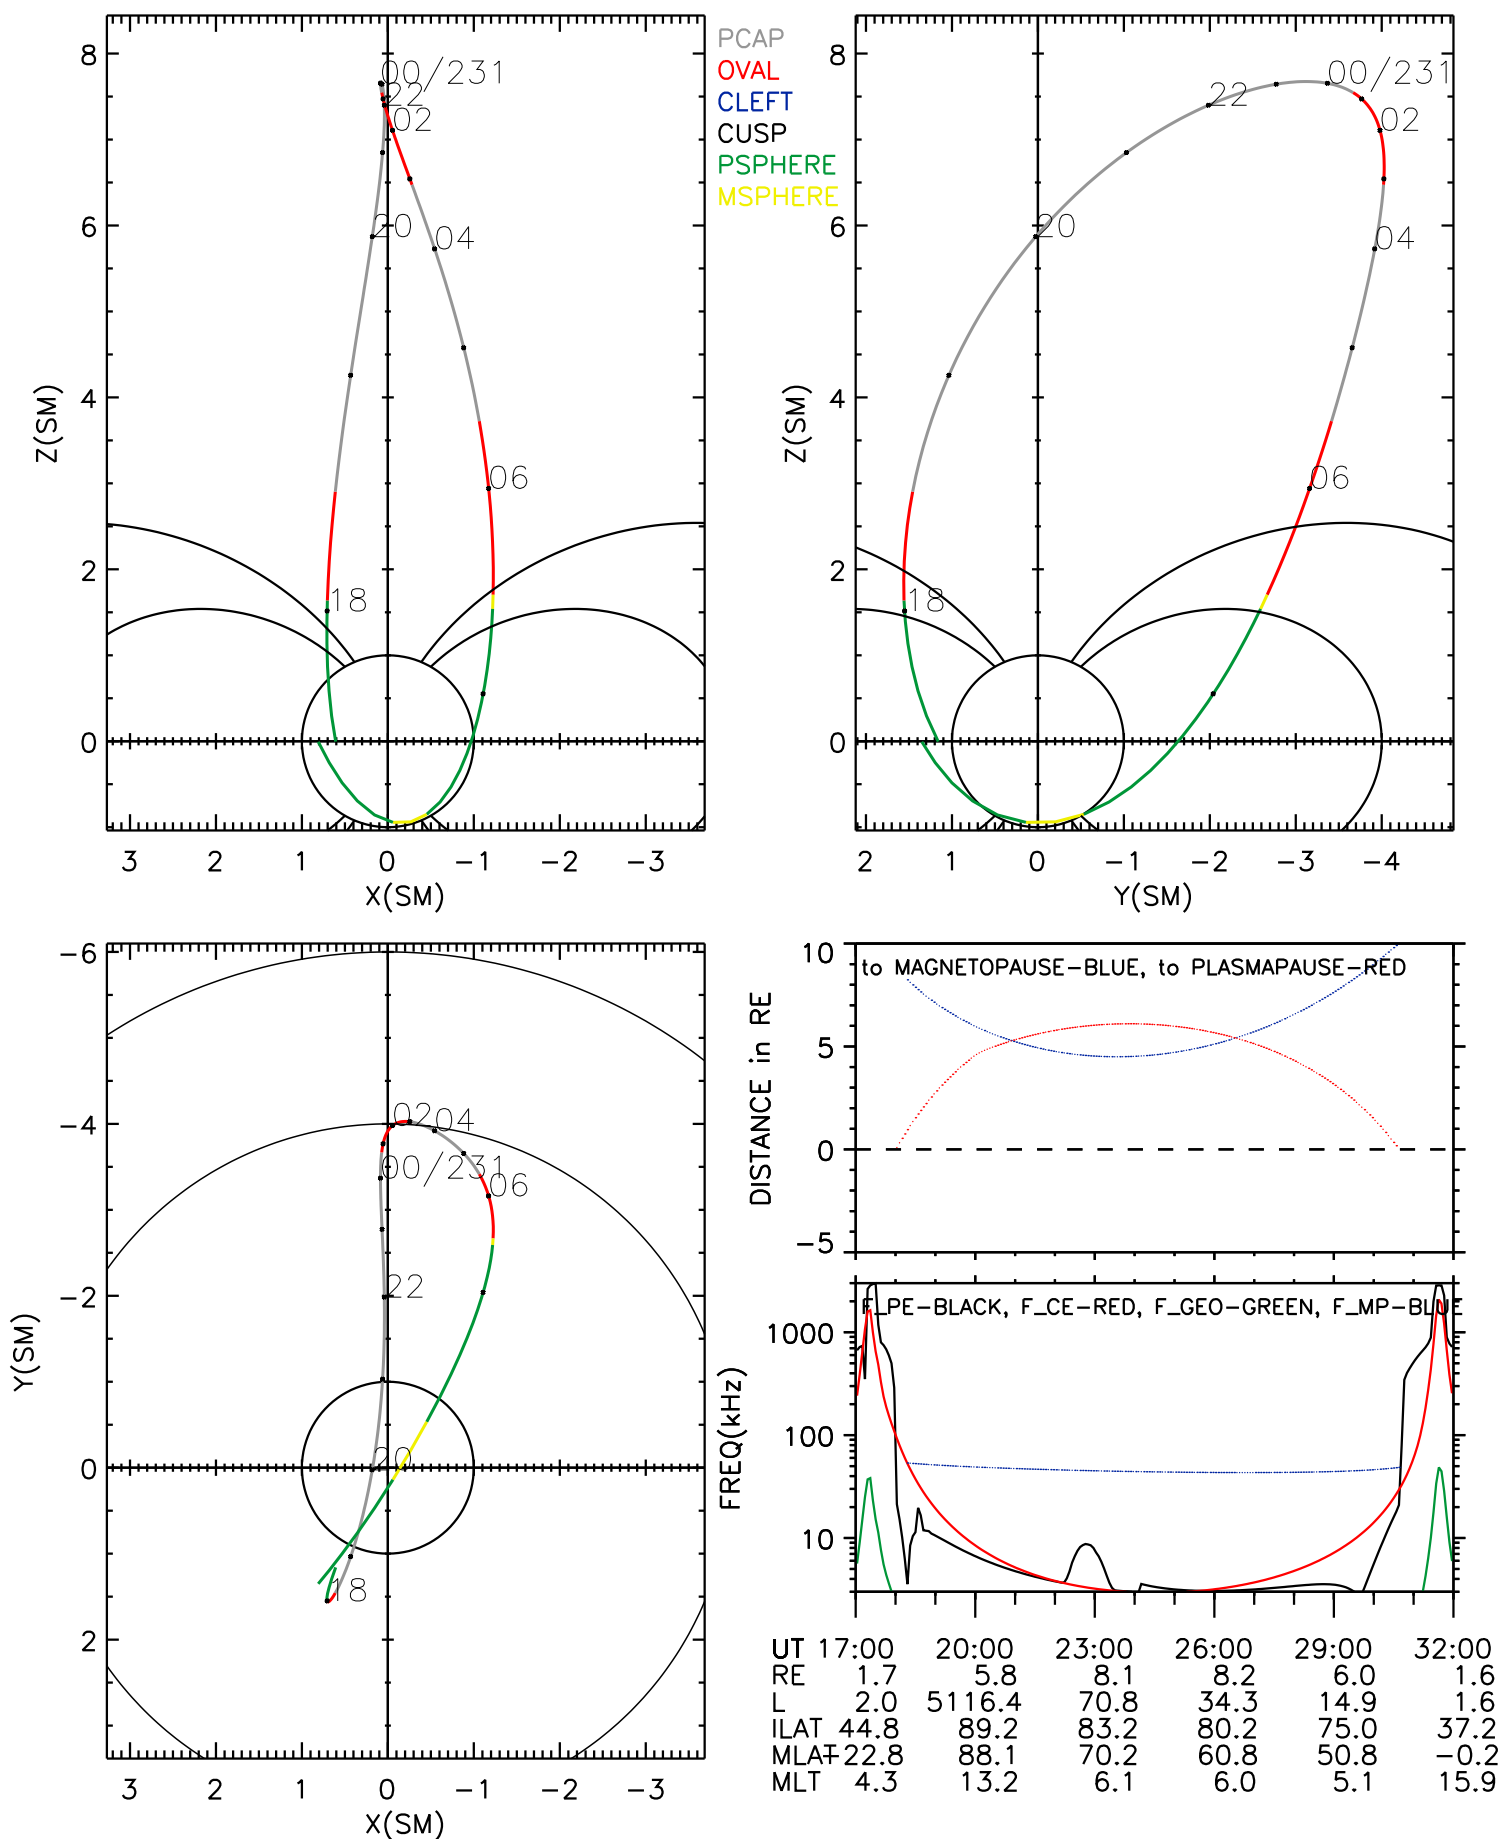 PCAP
OVAL
CLEFT
CUSP
PSPHERE
MSPHERE
8
6
4
2
0
Z(SM)
00/231
22
02
20
04
06
18
3 2 1 0 -1 -2 -3
X(SM)
8
6
4
2
0
Z(SM)
00/231
22
02
20
04
06
18
2 1 0 -1 -2 -3 -4
Y(SM)
-6
-4
-2
0
2
Y(SM)
02
04
00/231
06
22
20
18
3 2 1 0 -1 -2 -3
X(SM)
10
5
0
-5
DISTANCE in RE
to MAGNETOPAUSE-BLUE, to PLASMAPAUSE-RED
1000
100
10
FREQ(kHz)
F_PE-BLACK, F_CE-RED, F_GEO-GREEN, F_MP-BLUE
UT 17:00 20:00 23:00 26:00 29:00 32:00
RE 1.7 5.8 8.1 8.2 6.0 1.6
L 2.0 5116.4 70.8 34.3 14.9 1.6
ILAT 44.8 89.2 83.2 80.2 75.0 37.2
MLAT -22.8 88.1 70.2 60.8 50.8 -0.2
MLT 4.3 13.2 6.1 6.0 5.1 15.9